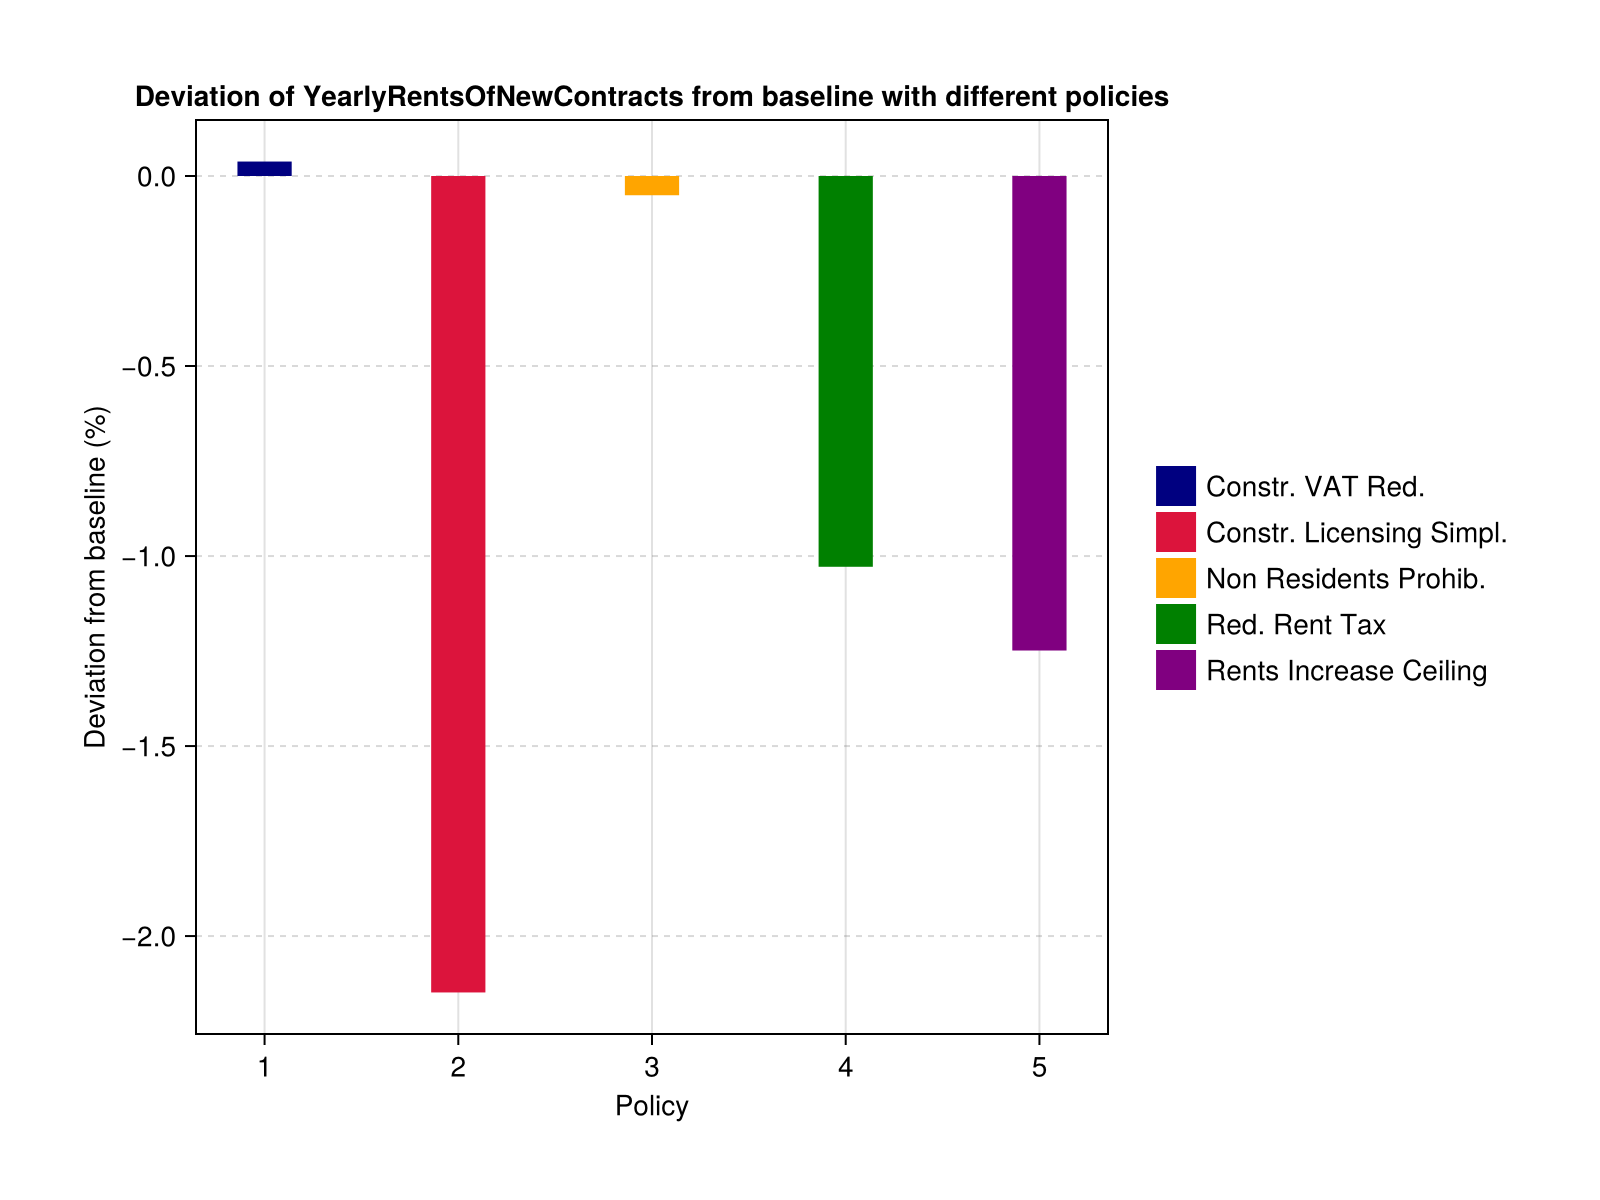 Deviation of YearlyRentsOfNewContracts from baseline with different policies
Deviation from baseline (%)
0.0
−0.5
−1.0
−1.5
−2.0
1 2 3 4 5
Policy
Constr. VAT Red.
Constr. Licensing Simpl.
Non Residents Prohib.
Red. Rent Tax
Rents Increase Ceiling